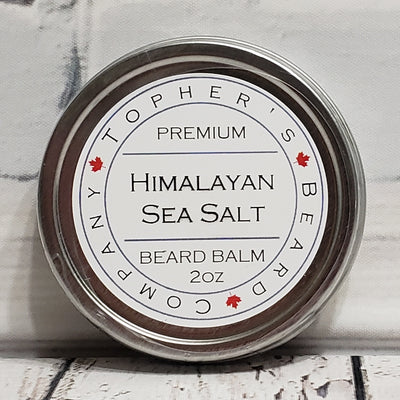 TOPHER'S BEARD COMPANY
PREMIUM
HIMALAYAN
SEA SALT
BEARD BALM
2OZ